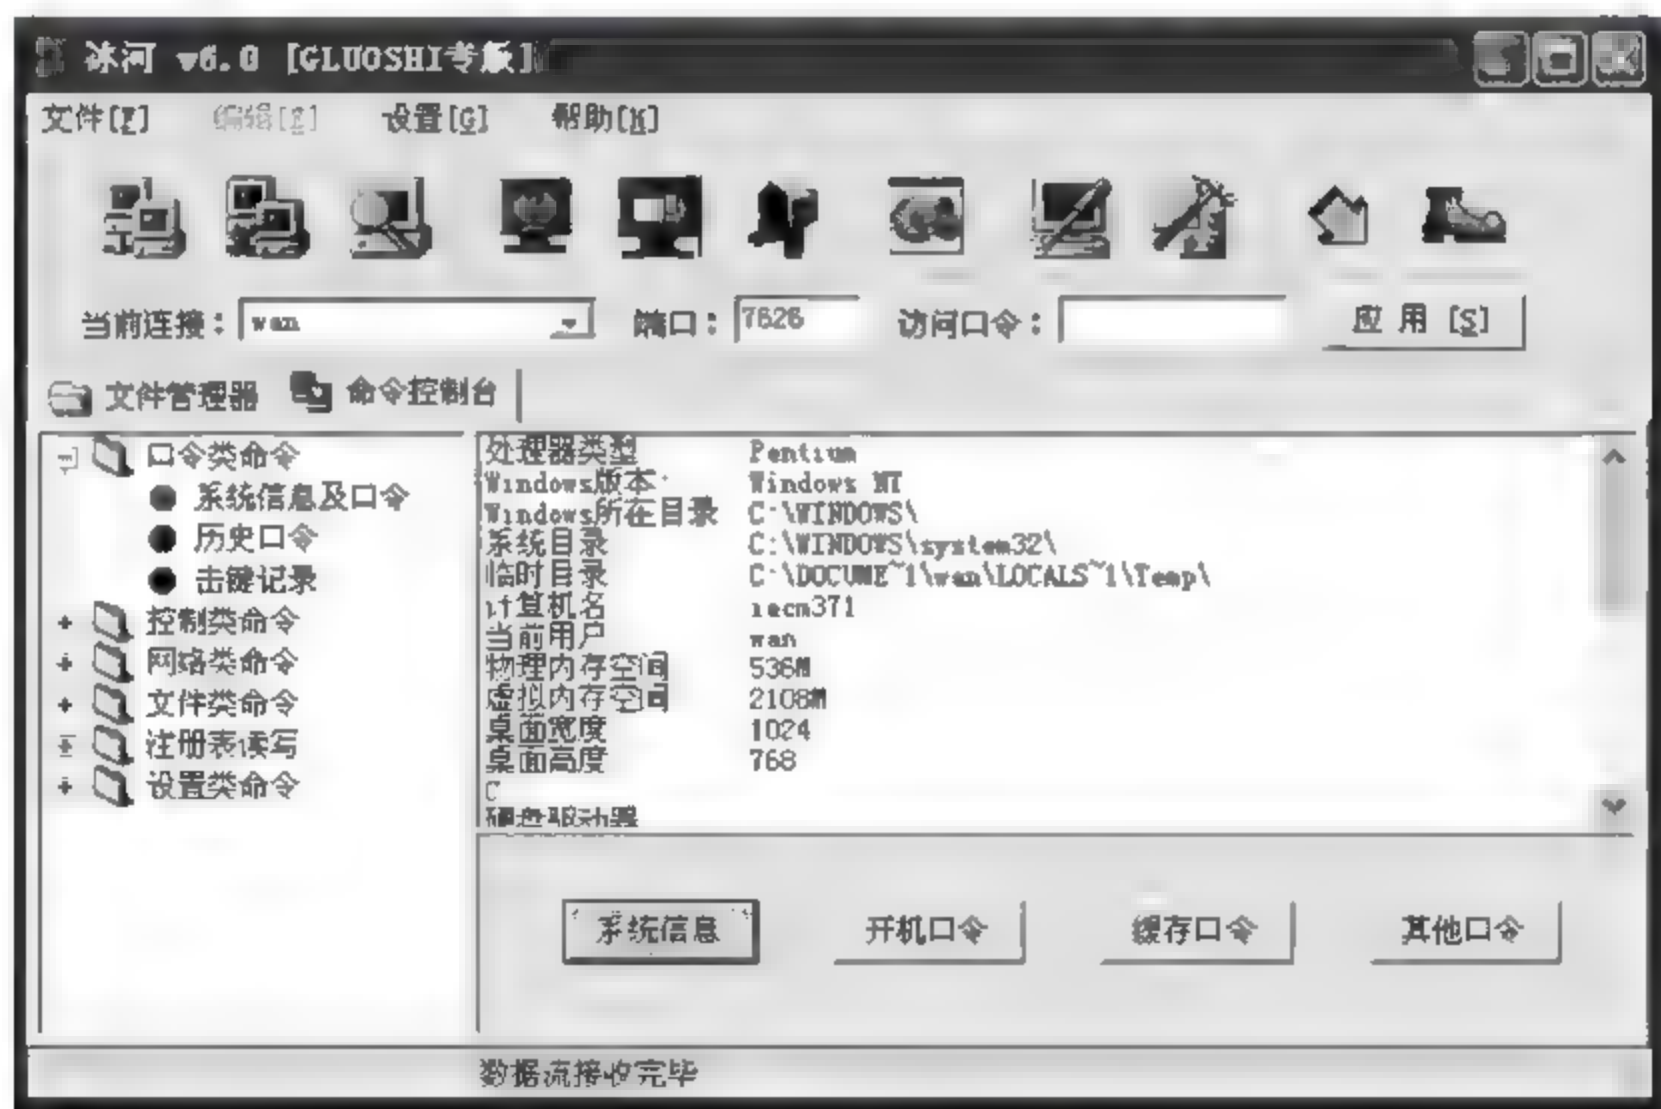 冰河 v6.0 [GLUOSHI专版]
文件[F] 编辑[E] 设置[G] 帮助[H]
当前连接： wan 端口： 7626 访问口令： 应 用 [S]
文件管理器 命令控制台
口令类命令
系统信息及口令
历史口令
击键记录
控制类命令
网络类命令
文件类命令
注册表读写
设置类命令
处理器类型 Pentium
Windows版本 Windows NT
Windows所在目录 C:\WINDOWS\
系统目录 C:\WINDOWS\system32\
临时目录 C:\DOCUME~1\wan\LOCALS~1\Temp\
计算机名
当前用户 wan
物理内存空间 536M
虚拟内存空间 2108M
桌面宽度 1024
桌面高度 768
C
硬盘驱动器
系统信息 开机口令 缓存口令 其他口令
数据流接收完毕